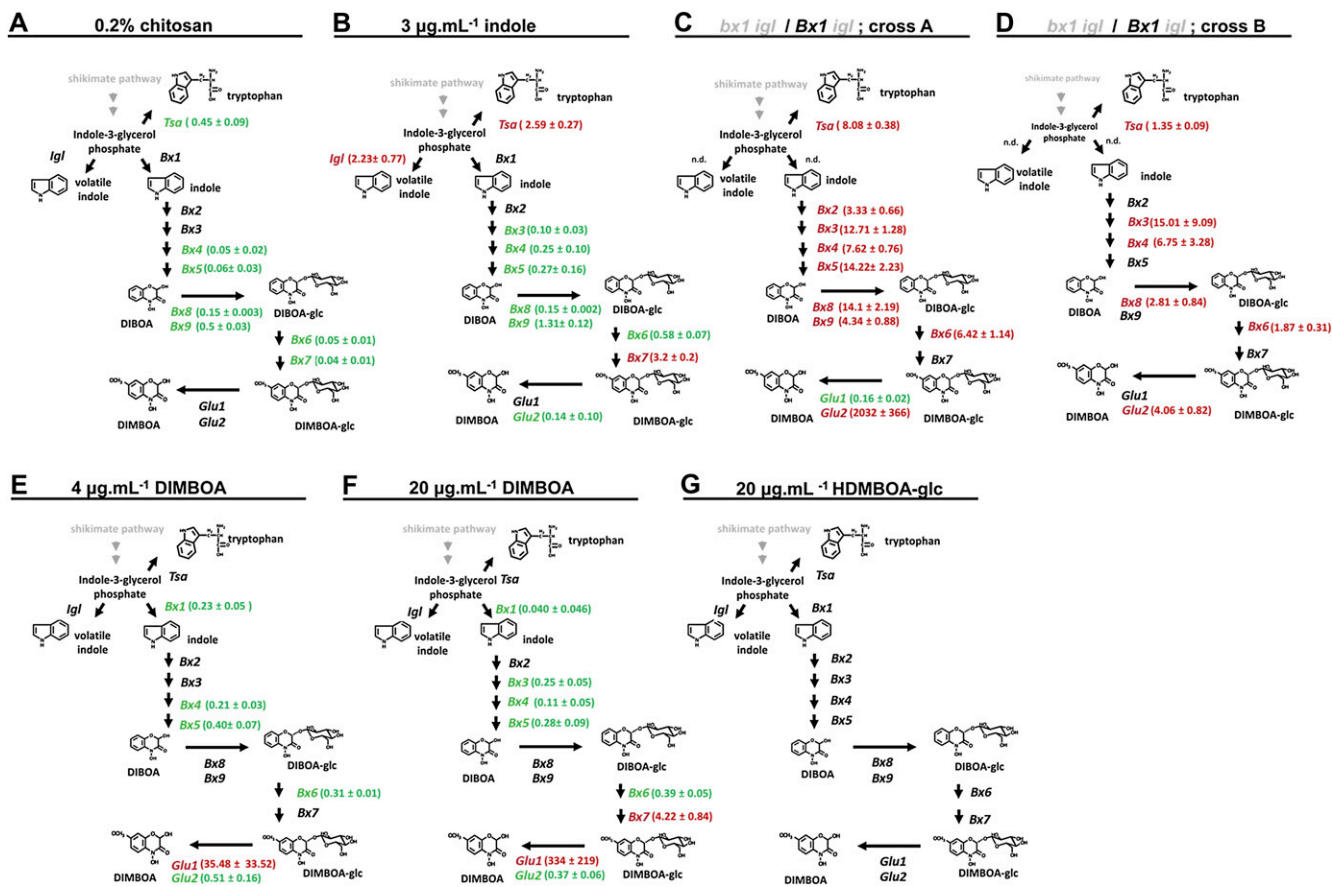 A 0.2% chitosan
shikimate pathway
tryptophan
Tsa ( 0.45 ± 0.09)
Indole-3-glycerol
phosphate
Igl
Bx1
volatile
indole
indole
Bx2
Bx3
Bx4 (0.05 ± 0.02)
Bx5 (0.06± 0.03)
DIBOA
Bx8 (0.15 ± 0.003)
Bx9 (0.5 ± 0.03)
DIBOA-glc
Bx6 (0.05 ± 0.01)
Bx7 (0.04 ± 0.01)
DIMBOA
Glu1
Glu2
DIMBOA-glc
B 3 µg.mL-1 indole
shikimate pathway
tryptophan
Tsa ( 2.59 ± 0.27)
Indole-3-glycerol
phosphate
Igl (2.23± 0.77)
Bx1
volatile
indole
indole
Bx2
Bx3 (0.10 ± 0.03)
Bx4 (0.25 ± 0.10)
Bx5 (0.27± 0.16)
DIBOA
Bx8 (0.15 ± 0.002)
Bx9 (1.31± 0.12)
DIBOA-glc
Bx6 (0.58 ± 0.07)
Bx7 (3.2 ± 0.2)
DIMBOA
Glu1
Glu2 (0.14 ± 0.10)
DIMBOA-glc
C bx1 igl / Bx1 igl ; cross A
shikimate pathway
tryptophan
Tsa ( 8.08 ± 0.38)
Indole-3-glycerol
phosphate
n.d.
n.d.
volatile
indole
indole
Bx2 (3.33 ± 0.66)
Bx3 (12.71 ± 1.28)
Bx4 (7.62 ± 0.76)
Bx5 (14.22± 2.23)
DIBOA
Bx8 (14.1 ± 2.19)
Bx9 (4.34 ± 0.88)
DIBOA-glc
Bx6 (6.42 ± 1.14)
Bx7
DIMBOA
Glu1 (0.16 ± 0.02)
Glu2 (2032 ± 366)
DIMBOA-glc
D bx1 igl / Bx1 igl ; cross B
shikimate pathway
tryptophan
Tsa ( 1.35 ± 0.09)
Indole-3-glycerol
phosphate
n.d.
n.d.
volatile
indole
indole
Bx2
Bx3 (15.01 ± 9.09)
Bx4 (6.75 ± 3.28)
Bx5
DIBOA
Bx8 (2.81 ± 0.84)
Bx9
DIBOA-glc
Bx6 (1.87 ± 0.31)
Bx7
DIMBOA
Glu1
Glu2 (4.06 ± 0.82)
DIMBOA-glc
E 4 µg.mL-1 DIMBOA
shikimate pathway
tryptophan
Tsa
Indole-3-glycerol
phosphate
Igl
Bx1 (0.23 ± 0.05 )
volatile
indole
indole
Bx2
Bx3
Bx4 (0.21 ± 0.03)
Bx5 (0.40± 0.07)
DIBOA
Bx8
Bx9
DIBOA-glc
Bx6 (0.31 ± 0.01)
Bx7
DIMBOA
Glu1 (35.48 ± 33.52)
Glu2 (0.51 ± 0.16)
DIMBOA-glc
F 20 µg.mL-1 DIMBOA
shikimate pathway
tryptophan
Tsa
Indole-3-glycerol
phosphate
Igl
Bx1 (0.040 ± 0.046)
volatile
indole
indole
Bx2
Bx3 (0.25 ± 0.05)
Bx4 (0.11 ± 0.05)
Bx5 (0.28± 0.09)
DIBOA
Bx8
Bx9
DIBOA-glc
Bx6 (0.39 ± 0.05)
Bx7 (4.22 ± 0.84)
DIMBOA
Glu1 (334 ± 219)
Glu2 (0.37 ± 0.06)
DIMBOA-glc
G 20 µg.mL -1 HDMBOA-glc
shikimate pathway
tryptophan
Tsa
Indole-3-glycerol
phosphate
Igl
Bx1
volatile
indole
indole
Bx2
Bx3
Bx4
Bx5
DIBOA
Bx8
Bx9
DIBOA-glc
Bx6
Bx7
DIMBOA
Glu1
Glu2
DIMBOA-glc